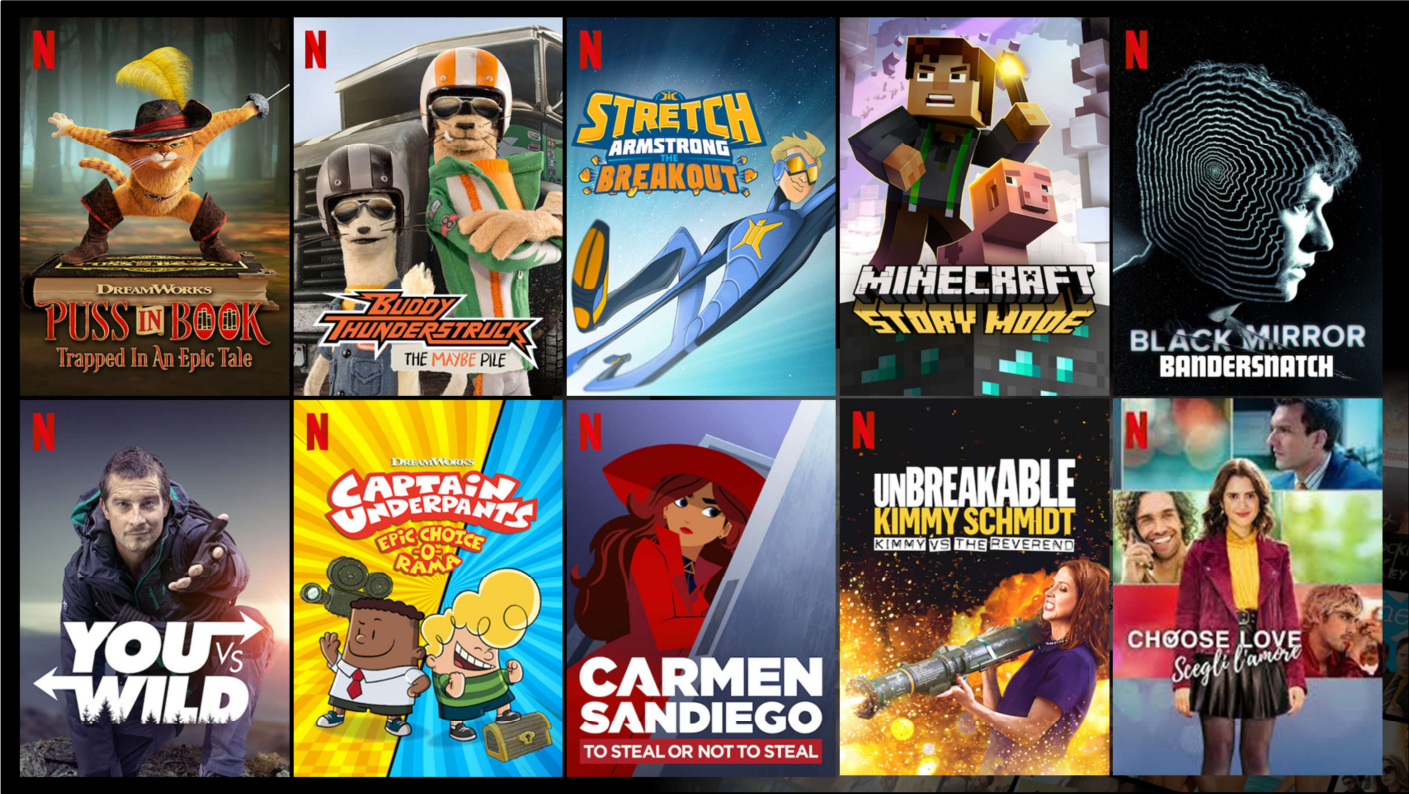 N
DREAMWORKS
PUSS IN BOOK
Trapped In An Epic Tale
N
BUDDY
THUNDERSTRUCK
THE MAYBE PILE
N
STRETCH
ARMSTRONG
THE
BREAKOUT
MINECRAFT
STORY MODE
N
BLACK MIRROR
BANDERSNATCH
N
YOU VS
WILD
N
DREAMWORKS
CAPTAIN
UNDERPANTS
EPIC CHOICE
-O-
RAMA
N
CARMEN
SANDIEGO
TO STEAL OR NOT TO STEAL
N
UNBREAKABLE
KIMMY SCHMIDT
KIMMY VS THE REVEREND
N
CHOOSE LOVE
Scegli l'amore